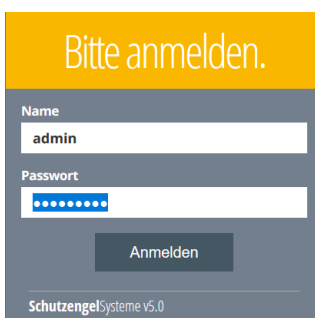 Bitte anmelden.
Name
admin
Passwort
•••••••••
Anmelden
SchutzengelSysteme v5.0